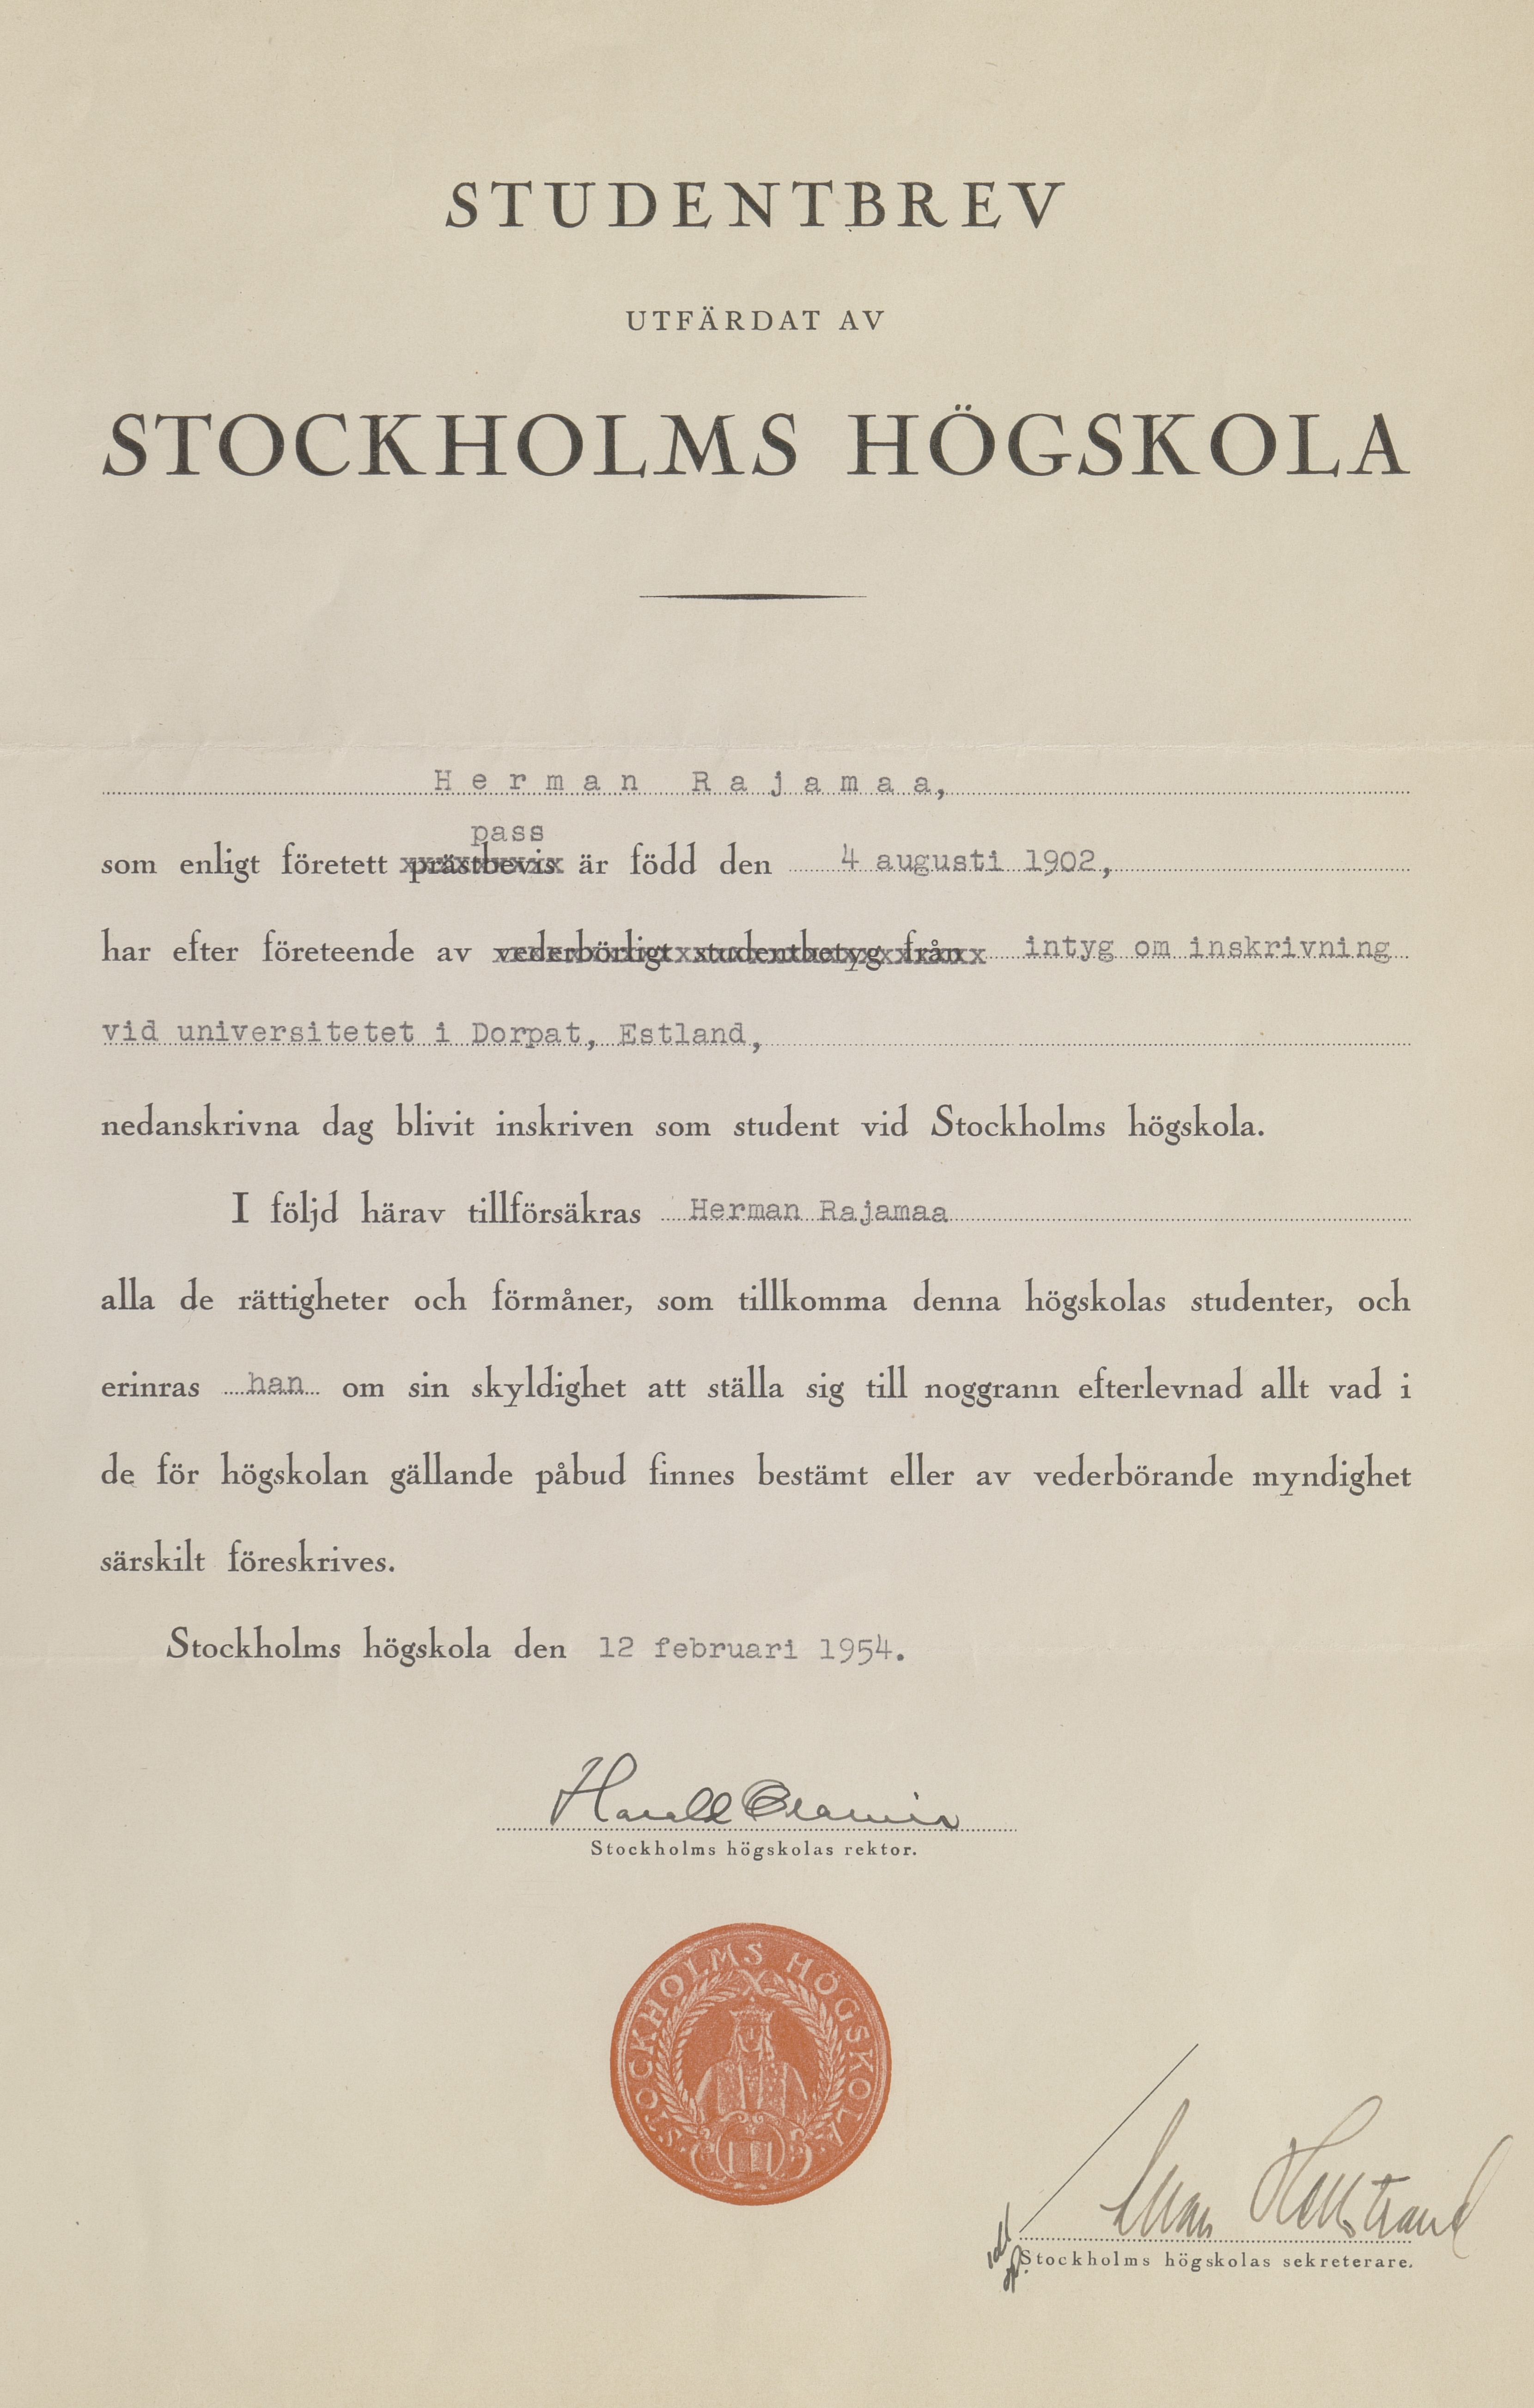 STUDENTBREV
UTFÄRDAT AV
STOCKHOLMS HÖGSKOLA
Herman Rajamaa,
pass
som enligt företett prästbevis är född den 4 augusti 1902,
har efter företeende av vederbörligt studentbetyg från intyg om inskrivning
vid universitetet i Dorpat, Estland,
nedanskrivna dag blivit inskriven som student vid Stockholms högskola.
I följd härav tillförsäkras Herman Rajamaa
alla de rättigheter och förmåner, som tillkomma denna högskolas studenter, och
erinras han om sin skyldighet att ställa sig till noggrann efterlevnad allt vad i
de för högskolan gällande påbud finnes bestämt eller av vederbörande myndighet
särskilt föreskrives.
Stockholms högskola den 12 februari 1954.
Harald Cramér
Stockholms högskolas rektor.
STOCKHOLMS HÖGSKOLA
Stockholms högskolas sekreterare.